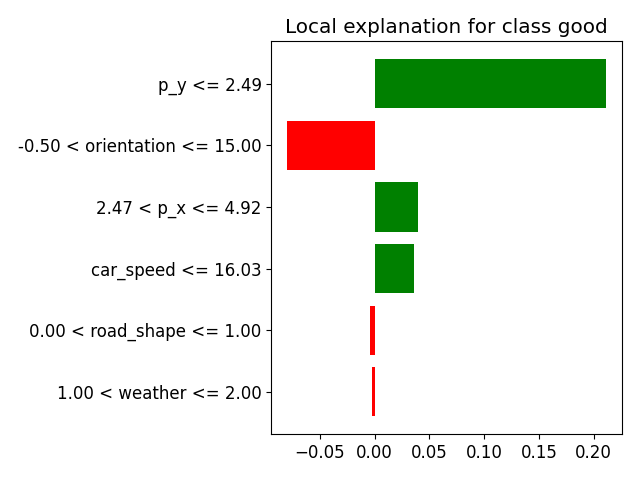 Local explanation for class good
p_y <= 2.49
-0.50 < orientation <= 15.00
2.47 < p_x <= 4.92
car_speed <= 16.03
0.00 < road_shape <= 1.00
1.00 < weather <= 2.00
−0.05 0.00 0.05 0.10 0.15 0.20